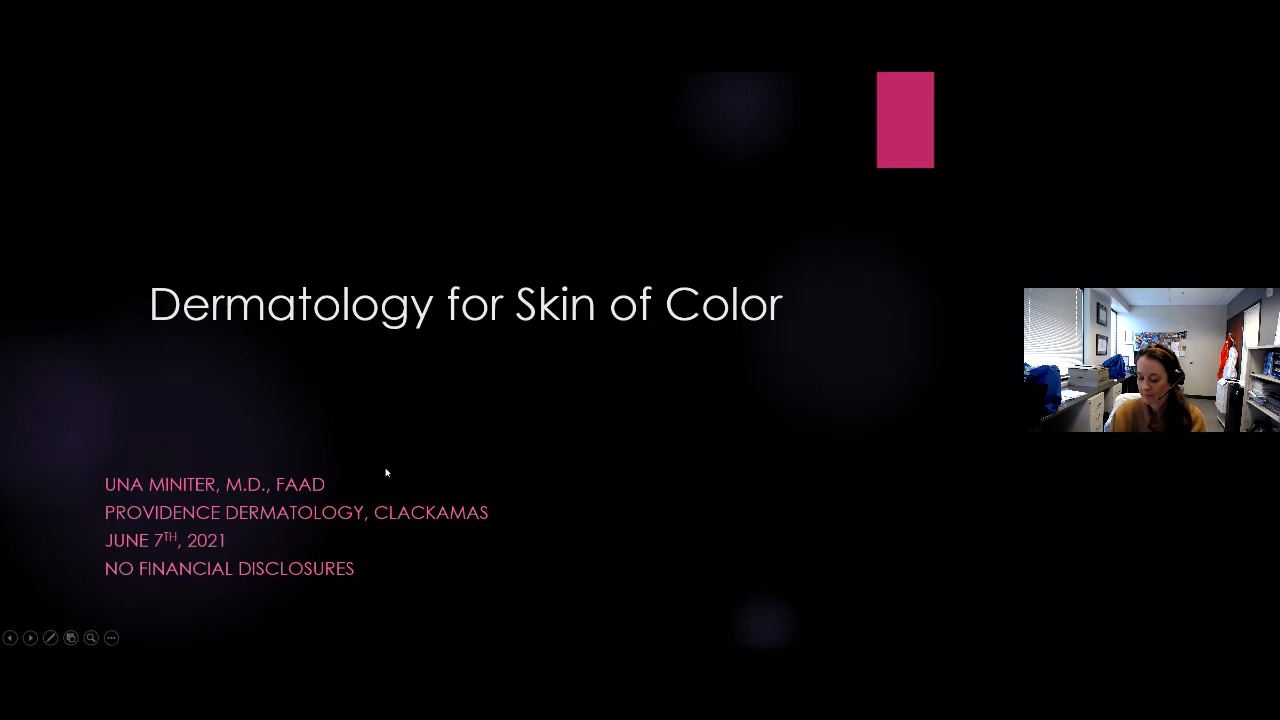 Dermatology for Skin of Color
UNA MINITER, M.D., FAAD
PROVIDENCE DERMATOLOGY, CLACKAMAS
JUNE 7TH, 2021
NO FINANCIAL DISCLOSURES